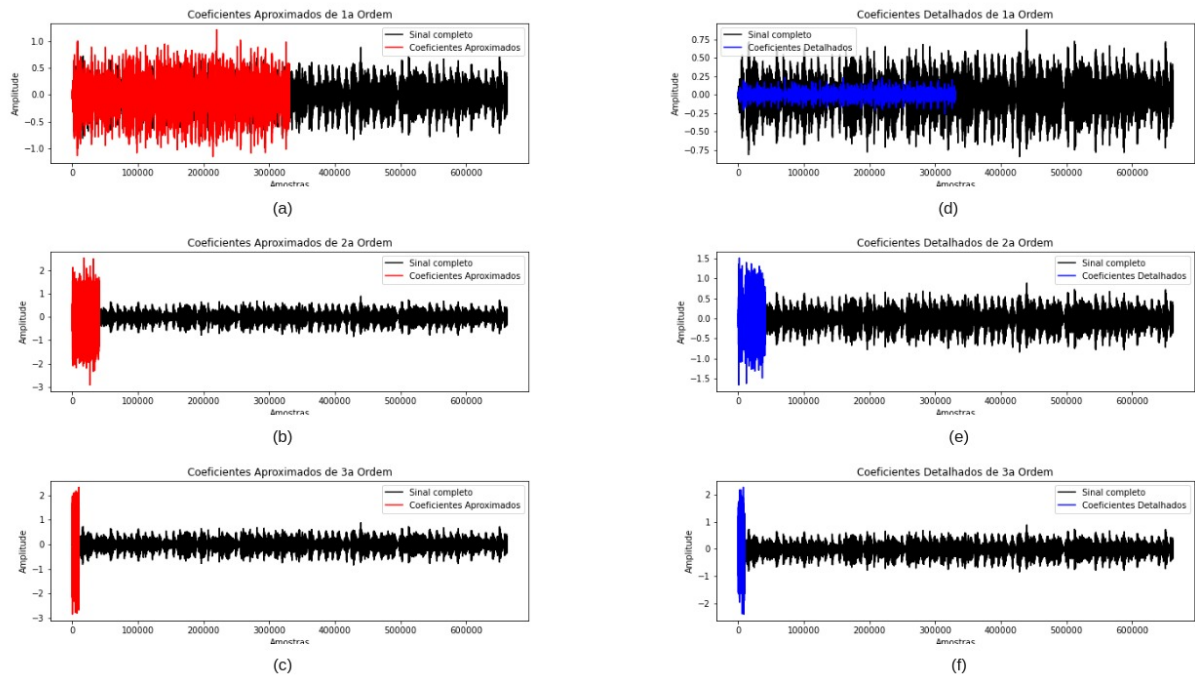 Coeficientes Aproximados de 1a Ordem
Sinal completo
Coeficientes Aproximados
Amplitude
1.0
0.5
0.0
−0.5
−1.0
0 100000 200000 300000 400000 500000 600000
Amostras
(a)
Coeficientes Detalhados de 1a Ordem
Sinal completo
Coeficientes Detalhados
Amplitude
0.75
0.50
0.25
0.00
−0.25
−0.50
−0.75
0 100000 200000 300000 400000 500000 600000
Amostras
(d)
Coeficientes Aproximados de 2a Ordem
Sinal completo
Coeficientes Aproximados
Amplitude
2
1
0
−1
−2
−3
0 100000 200000 300000 400000 500000 600000
Amostras
(b)
Coeficientes Detalhados de 2a Ordem
Sinal completo
Coeficientes Detalhados
Amplitude
1.5
1.0
0.5
0.0
−0.5
−1.0
−1.5
0 100000 200000 300000 400000 500000 600000
Amostras
(e)
Coeficientes Aproximados de 3a Ordem
Sinal completo
Coeficientes Aproximados
Amplitude
2
1
0
−1
−2
−3
0 100000 200000 300000 400000 500000 600000
Amostras
(c)
Coeficientes Detalhados de 3a Ordem
Sinal completo
Coeficientes Detalhados
Amplitude
2
1
0
−1
−2
0 100000 200000 300000 400000 500000 600000
Amostras
(f)